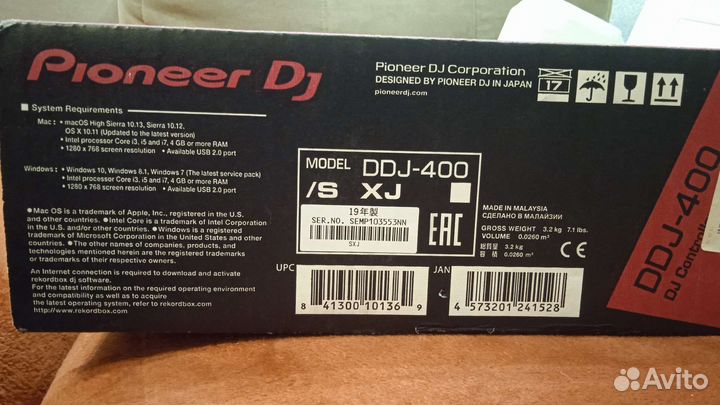 Pioneer Dj
Pioneer DJ Corporation
DESIGNED BY PIONEER DJ IN JAPAN
pioneerdj.com
17
System Requirements
Mac: • macOS High Sierra 10.13, Sierra 10.12,
OS X 10.11 (Updated to the latest version)
• Intel processor Core i3, i5 and i7, 4 GB or more RAM
• 1280 x 768 screen resolution • Available USB 2.0 port
Windows: • Windows 10, Windows 8.1, Windows 7 (The latest service pack)
• Intel processor Core i3, i5 and i7, 4 GB or more RAM
• 1280 x 768 screen resolution • Available USB 2.0 port
• Mac OS is a trademark of Apple, Inc., registered in the U.S.
and other countries. • Intel is a trademark of Intel Corporation
in the U.S. and/or other countries. • Windows is a registered
trademark of Microsoft Corporation in the United States and other
countries. • The other names of companies, products, and
technologies mentioned herein are the registered trademarks
or trademarks of their respective owners.
An Internet connection is required to download and activate
rekordbox dj software.
For the latest information on the required operating environment
and compatibility as well as to acquire
the latest operating system, refer to rekordbox.com
http://www.rekordbox.com/
MODEL DDJ-400
/S XJ
19年製
SER.NO. SEMP103553NN
SXJ
EAC
MADE IN MALAYSIA
СДЕЛАНО В МАЛАЙЗИИ
GROSS WEIGHT 3.2 kg 7.1 lbs.
VOLUME 0.0260 m³
総質量 3.2 kg
容積 0.0260 m³
CE
UPC
8 41300 10136 9
JAN
4 573201 241528
DDJ-400
DJ Controll
Avito